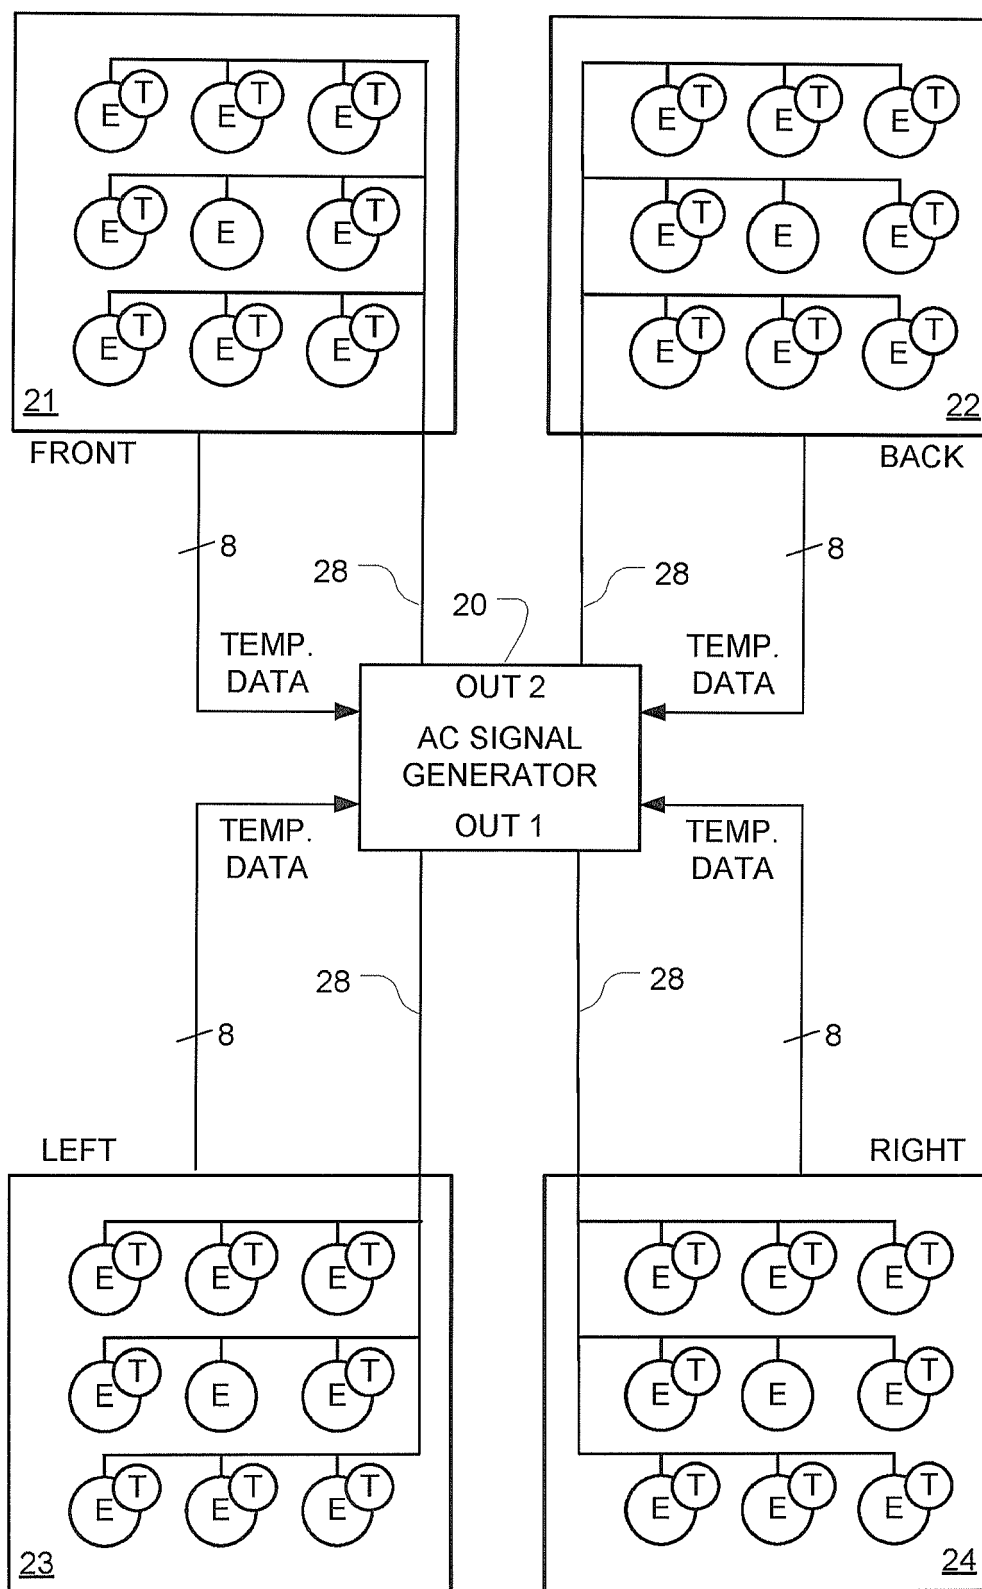 T T T T T T
E E E E E E
T T T T
E E E E E E
T T T T T T
E E E E E E
21 22
FRONT BACK
8 8
28 28
20
TEMP.
DATA
TEMP.
DATA
OUT 2
AC SIGNAL
GENERATOR
OUT 1
TEMP.
DATA
TEMP.
DATA
28 28
8 8
LEFT RIGHT
T T T T T T
E E E E E E
T T T T
E E E E E E
T T T T T T
E E E E E E
23 24